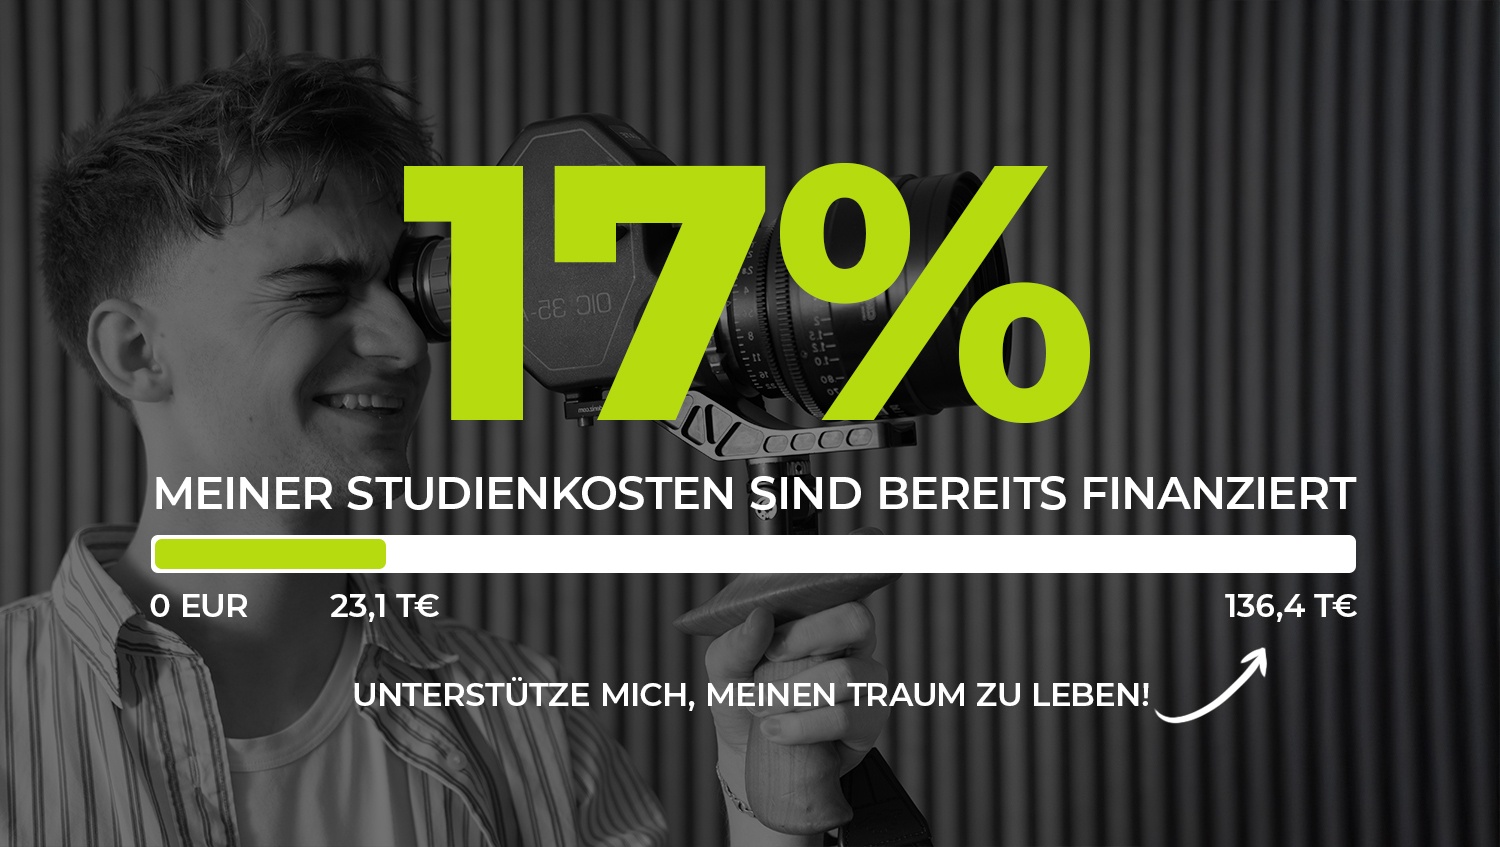 17%
MEINER STUDIENKOSTEN SIND BEREITS FINANZIERT
0 EUR 23,1 T€ 136,4 T€
UNTERSTÜTZE MICH, MEINEN TRAUM ZU LEBEN!